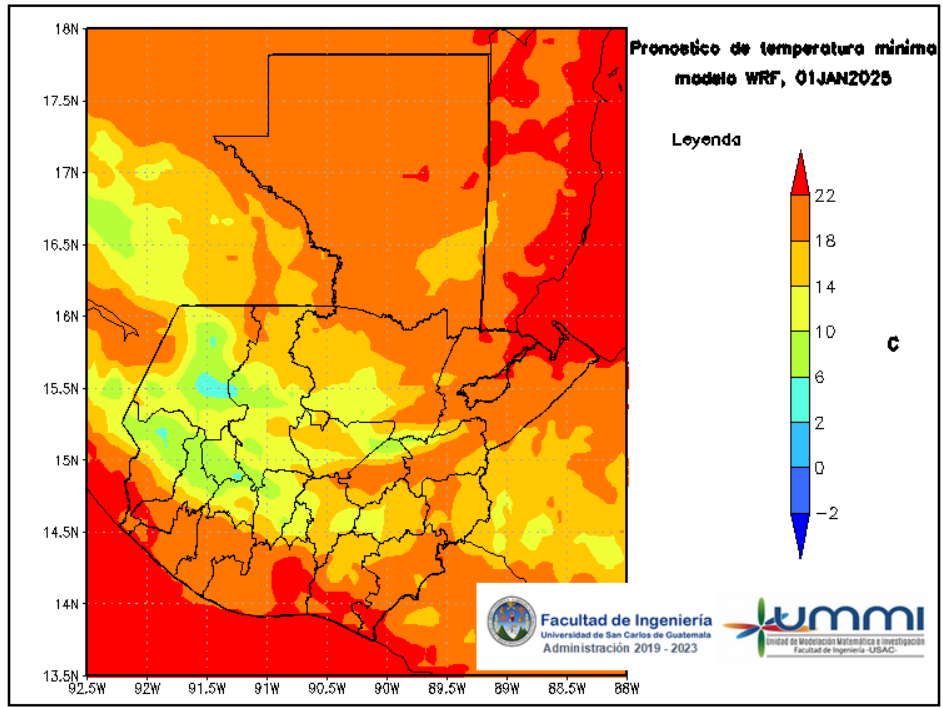 Pronostico de temperatura minima
modelo WRF, 01JAN2025
Leyenda
22
18
14
10
6
2
0
−2
C
18N
17.5N
17N
16.5N
16N
15.5N
15N
14.5N
14N
13.5N
92.5W 92W 91.5W 91W 90.5W 90W 89.5W 89W 88.5W 88W
Facultad de Ingeniería
Universidad de San Carlos de Guatemala
Administración 2019 - 2023
ummi
Unidad de Modelación Matemática e Investigación
Facultad de Ingeniería -USAC-